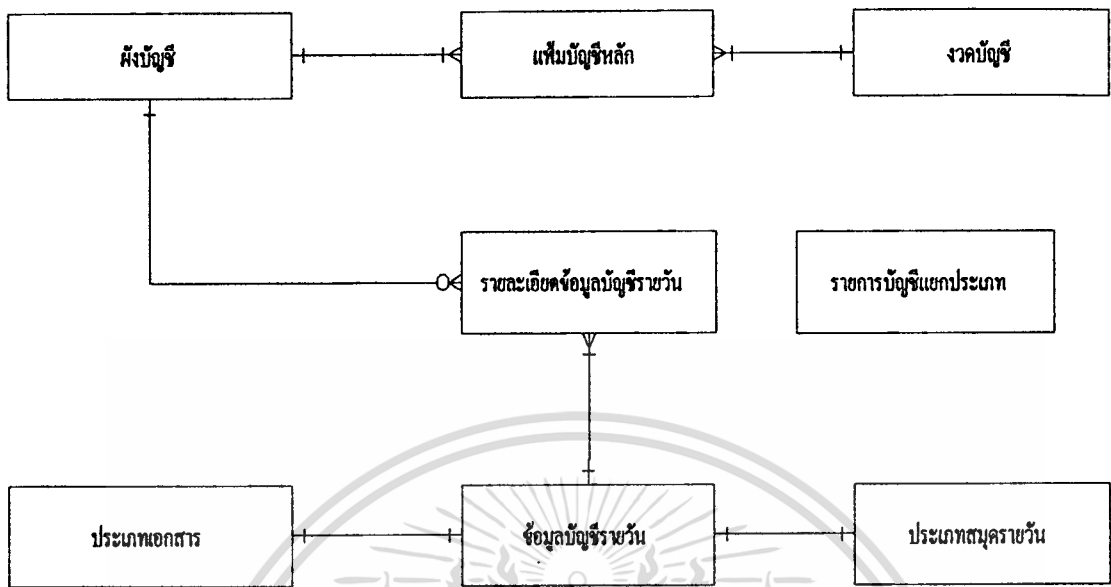 ผังบัญชี
แฟ้มบัญชีหลัก
งวดบัญชี
รายละเอียดข้อมูลบัญชีรายวัน
รายการบัญชีแยกประเภท
ประเภทเอกสาร
ข้อมูลบัญชีรายวัน
ประเภทสมุดรายวัน